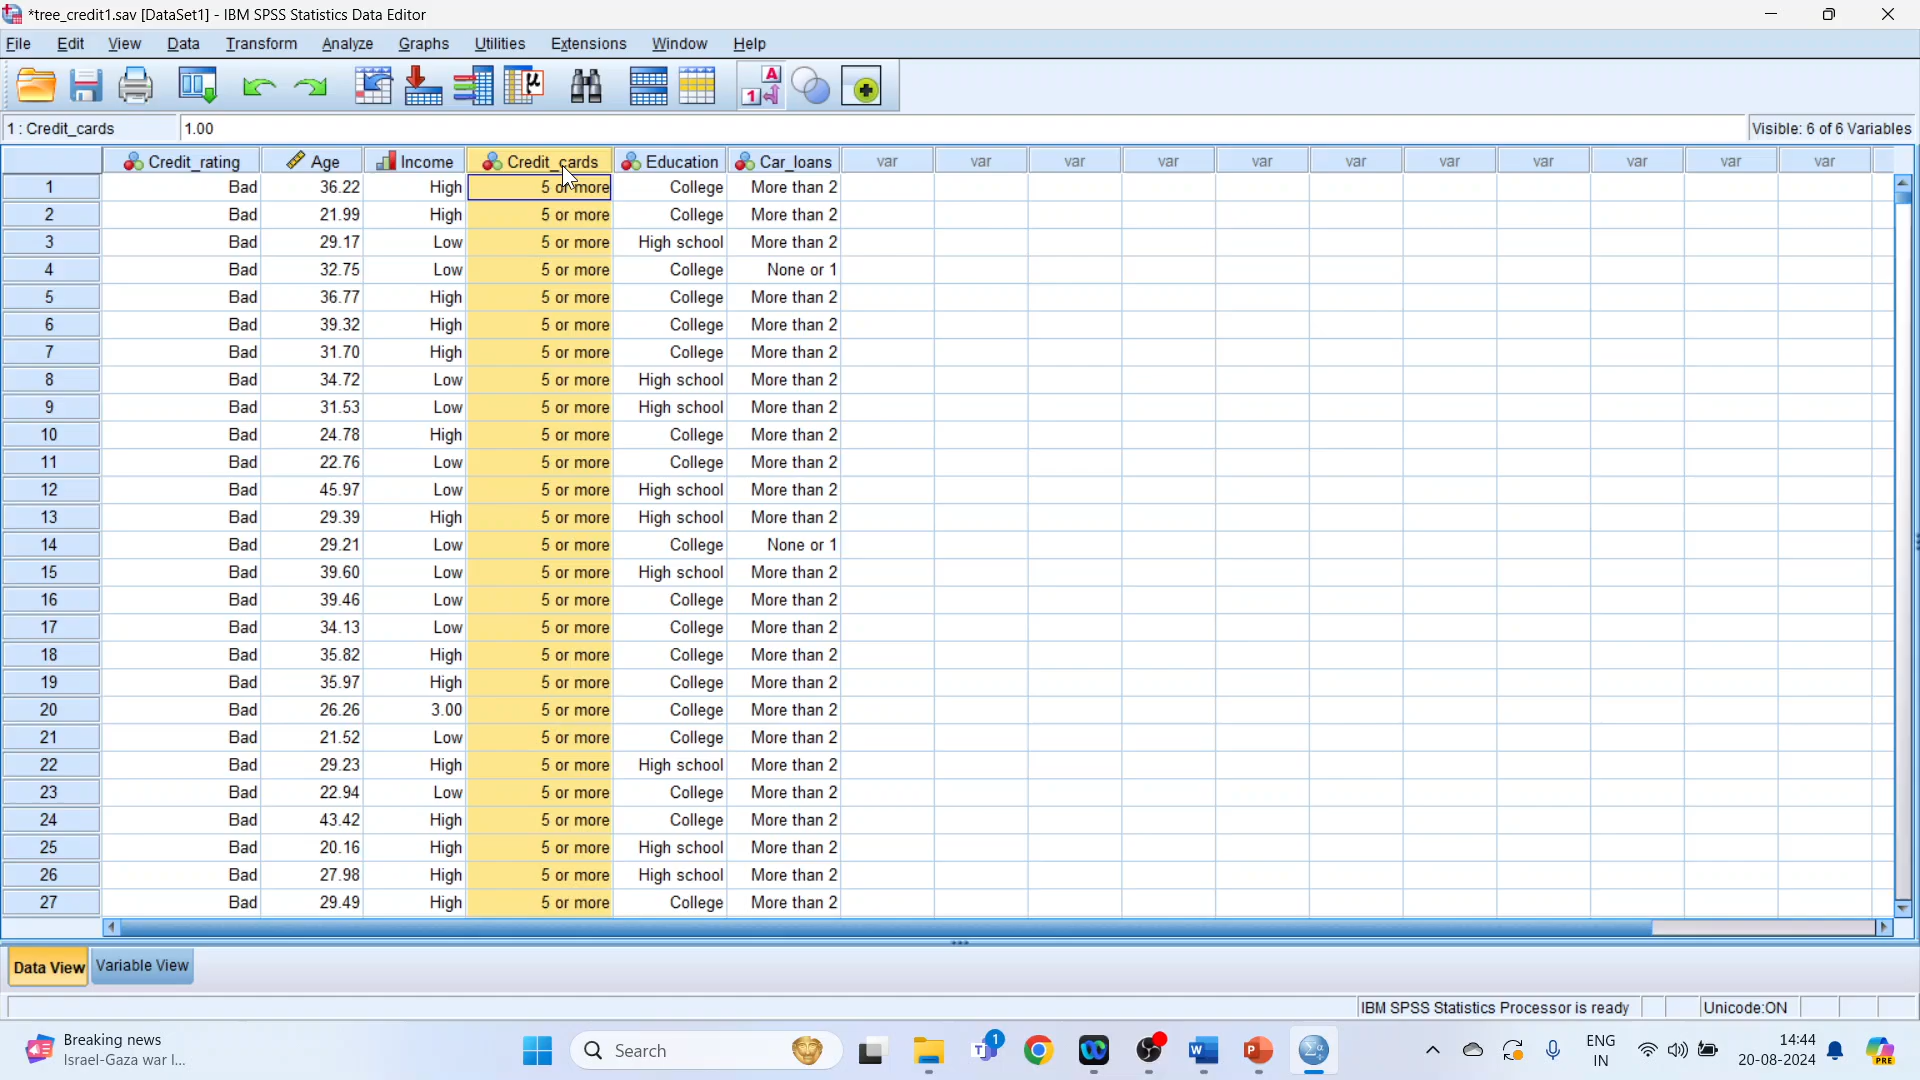 *tree_credit1.sav [DataSet1] - IBM SPSS Statistics Data Editor
File Edit View Data Transform Analyze Graphs Utilities Extensions Window Help
1 : Credit_cards 1.00 Visible: 6 of 6 Variables
Credit_rating Age Income Credit_cards Education Car_loans var var var var var var var var var var var
1 Bad 36.22 High 5 or more College More than 2
2 Bad 21.99 High 5 or more College More than 2
3 Bad 29.17 Low 5 or more High school More than 2
4 Bad 32.75 Low 5 or more College None or 1
5 Bad 36.77 High 5 or more College More than 2
6 Bad 39.32 High 5 or more College More than 2
7 Bad 31.70 High 5 or more College More than 2
8 Bad 34.72 Low 5 or more High school More than 2
9 Bad 31.53 Low 5 or more High school More than 2
10 Bad 24.78 High 5 or more College More than 2
11 Bad 22.76 Low 5 or more College More than 2
12 Bad 45.97 Low 5 or more High school More than 2
13 Bad 29.39 High 5 or more High school More than 2
14 Bad 29.21 Low 5 or more College None or 1
15 Bad 39.60 Low 5 or more High school More than 2
16 Bad 39.46 Low 5 or more College More than 2
17 Bad 34.13 Low 5 or more College More than 2
18 Bad 35.82 High 5 or more College More than 2
19 Bad 35.97 High 5 or more College More than 2
20 Bad 26.26 3.00 5 or more College More than 2
21 Bad 21.52 Low 5 or more College More than 2
22 Bad 29.23 High 5 or more High school More than 2
23 Bad 22.94 Low 5 or more College More than 2
24 Bad 43.42 High 5 or more College More than 2
25 Bad 20.16 High 5 or more High school More than 2
26 Bad 27.98 High 5 or more High school More than 2
27 Bad 29.49 High 5 or more College More than 2
Data View Variable View
IBM SPSS Statistics Processor is ready Unicode:ON
Breaking news
Israel-Gaza war I...
Search
1
ENG
IN
14:44
20-08-2024
PRE